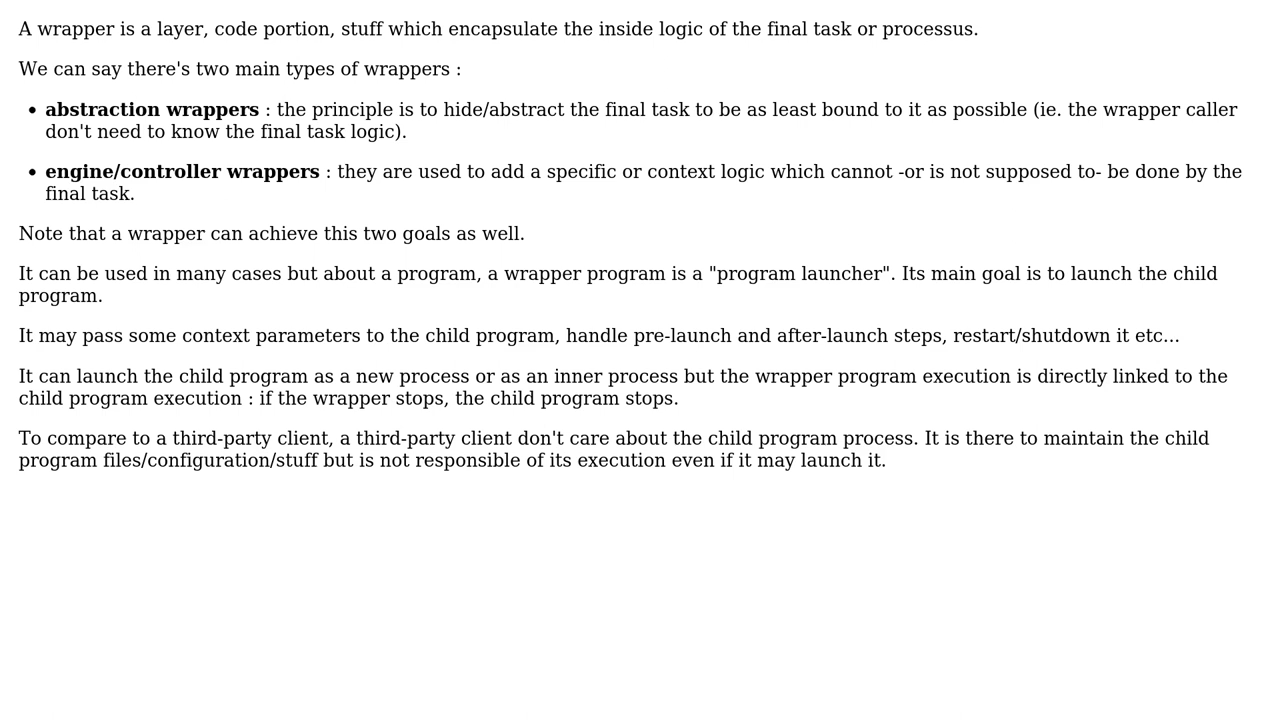 A wrapper is a layer, code portion, stuff which encapsulate the inside logic of the final task or processus.
We can say there's two main types of wrappers :
• abstraction wrappers : the principle is to hide/abstract the final task to be as least bound to it as possible (ie. the wrapper caller
don't need to know the final task logic).
• engine/controller wrappers : they are used to add a specific or context logic which cannot -or is not supposed to- be done by the
final task.
Note that a wrapper can achieve this two goals as well.
It can be used in many cases but about a program, a wrapper program is a "program launcher". Its main goal is to launch the child
program.
It may pass some context parameters to the child program, handle pre-launch and after-launch steps, restart/shutdown it etc...
It can launch the child program as a new process or as an inner process but the wrapper program execution is directly linked to the
child program execution : if the wrapper stops, the child program stops.
To compare to a third-party client, a third-party client don't care about the child program process. It is there to maintain the child
program files/configuration/stuff but is not responsible of its execution even if it may launch it.